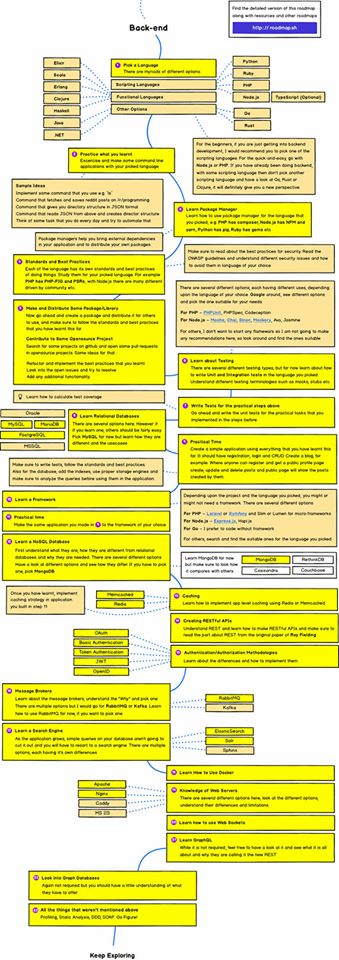 Find the detailed version of this roadmap
along with resources and other roadmaps
http:// roadmap.sh
Back-end
1 Pick a Language
There are myriads of different options
Scripting Languages
Functional Languages
Other Options
Elixir
Scala
Erlang
Clojure
Haskell
Java
.NET
Python
Ruby
PHP
Node.js
TypeScript (Optional)
Go
Rust
2 Practice what you learnt
Exercise and make some command line
applications with your picked language
For the beginners, if you are just getting into backend
development, I would recommend you to pick one of the
scripting languages. For the quick-and-easy, go with
Node.js or PHP. If you have already been doing backend,
with some scripting language then don't pick another
scripting language and have a look at Go, Rust or
Clojure, it will definitely give you a new perspective
Sample Ideas
Implement some command that you use e.g. 'ls'
Command that fetches and saves reddit posts on /r/programming
Command that gives you directory structure in JSON format
Command that reads JSON from above and creates director structure
Think of some task that you do every day and try to automate that
3 Learn Package Manager
Learn how to use package manager for the language that
you picked, e.g. PHP has composer, Node.js has NPM and
yarn, Python has pip, Ruby has gems etc
Package managers help you bring external dependencies
in your application and to distribute your own packages
Make sure to read about the best practices for security. Read the
OWASP guidelines and understand different security issues and
how to avoid them in language of your choice
Standards and Best Practices
Each of the language has its own standards and best practices
of doing things. Study them for your picked language. For example
PHP has PHP-FIG and PSRs, with Node.js there are many different
driven by community etc.
There are several different options; each having different uses, depending
upon the language of your choice. Google around, see different options
and pick the one suitable for your needs
For PHP – PHPUnit, PHPSpec, Codeception
For Node.js – Mocha, Chai, Sinon, Mockery, Ava, Jasmine
For others, I don't want to start any flamewars so I am not going to make
any recommendations here, so look around and find the ones suitable
Make and Distribute Some Package/Library
Now go ahead and create a package and distribute it for others
to use, and make sure to follow the standards and best practices
that you have learnt this far
Contribute to Some Opensource Project
Search for some projects on github and open some pull requests
in opensource projects. Some ideas for that
Refactor and implement the best practices that you learnt
Look into the open issues and try to resolve
Add any additional functionality
Learn about Testing
There are several different testing types, but for now learn about how
to write Unit and Integration tests in the language you picked.
Understand different testing terminologies such as mocks, stubs etc
Learn how to calculate test coverage
Write Tests for the practical steps above
Go ahead and write the unit tests for the practical tasks that you
implemented in the steps before
Oracle
MySQL
MariaDB
PostgreSQL
MSSQL
Learn Relational Databases
There are several options here. However if
if you learn one, others should be fairly easy
Pick MySQL for now but learn how they are
different and the usecases
Practical Time
Create a simple application using everything that you have learnt this
far. It should have registration, login and CRUD. Create a blog, for
example. Where anyone can register and get a public profile page
create, update and delete posts and public page will show the posts
created by them
Make sure to write tests, follow the standards and best practices
Also for the database, add the indexes, use proper storage engines and
make sure to analyze the queries before using them in the application
Learn a Framework
Depending upon the project and the language you picked, you might or
might not need a framework. There are several different options
For PHP – Laravel or Symfony and Slim or Lumen for micro frameworks
For Node.js – Express.js, Hapi.js
For Go – I prefer to code without framework
For others, search and find the suitable ones for the language you picked
Practical time
Make the same application you made in 9 to the framework of your choice
Learn a NoSQL Database
First understand what they are, how they are different from relational
databases and why they are needed. There are several different options
Have a look at different options and see how they differ. If you have to pick
one, pick MongoDB
Learn MongoDB for now
but make sure to look how
it compares with others
MongoDB
RethinkDB
Cassandra
Couchbase
Once you have learnt, implement
caching strategy in application
you built in step 11
Memcached
Redis
Caching
Learn how to implement app level caching using Redis or Memcached
Creating RESTful APIs
Understand REST and learn how to make RESTful APIs and make sure to
read the part about REST from the original paper of Roy Fielding
OAuth
Basic Authentication
Token Authentication
JWT
OpenID
Authentication/Authorization Methodologies
Learn about the differences and how to implement them
Message Brokers
Learn about the message brokers, understand the "Why" and pick one
There are multiple options but I would go for RabbitMQ or Kafka. Learn
how to use RabbitMQ for now, if you want to pick one
RabbitMQ
Kafka
Learn a Search Engine
As the application grows, simple queries on your database aren't going to
cut it out and you will have to resort to a search engine. There are multiple
options, each having it's own differences
ElasticSearch
Solr
Sphinx
Learn How to Use Docker
Apache
Nginx
Caddy
MS IIS
Knowledge of Web Servers
There are several different options here, look at the different options,
understand their differences and limitations
Learn how to use Web Sockets
Learn GraphQL
While it is not required, feel free to have a look at it and see what it is all
about and why they are calling it the new REST
Look into Graph Databases
Again not required but you should have a little understanding of what
they have to offer
All the things that weren't mentioned above
Profiling, Static Analysis, DDD, SOAP. Go Figure!
Keep Exploring